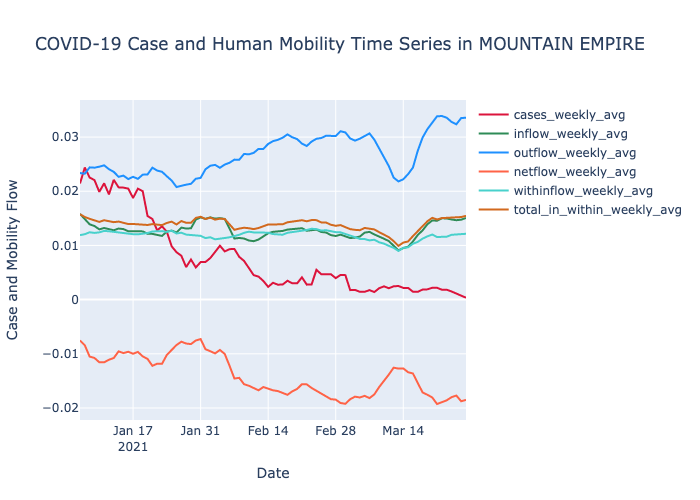 COVID-19 Case and Human Mobility Time Series in MOUNTAIN EMPIRE
cases_weekly_avg
inflow_weekly_avg
outflow_weekly_avg
netflow_weekly_avg
withinflow_weekly_avg
total_in_within_weekly_avg
Case and Mobility Flow
0.03
0.02
0.01
0
−0.01
−0.02
Jan 17
2021
Jan 31
Feb 14
Feb 28
Mar 14
Date